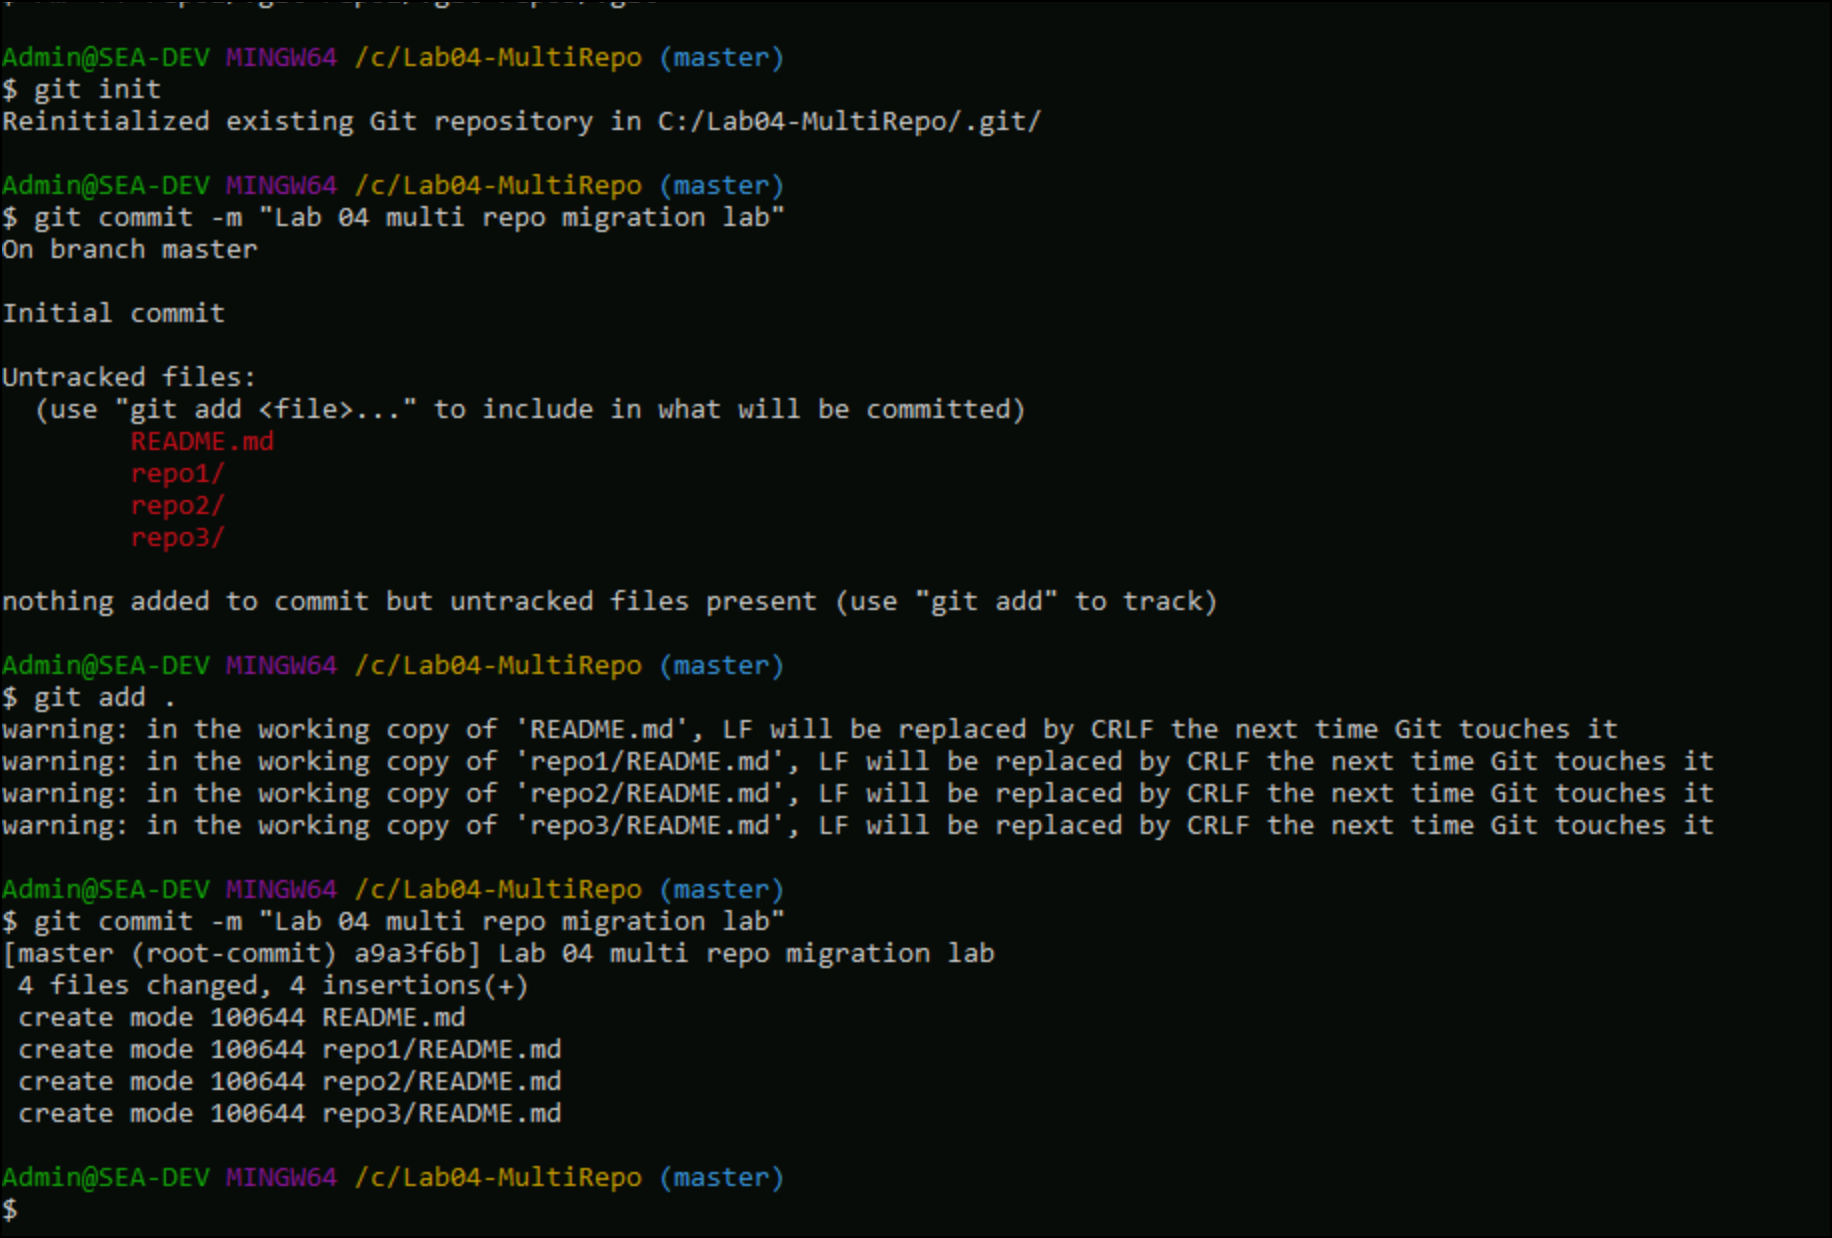 Admin@SEA-DEV MINGW64 /c/Lab04-MultiRepo (master)
$ git init
Reinitialized existing Git repository in C:/Lab04-MultiRepo/.git/

Admin@SEA-DEV MINGW64 /c/Lab04-MultiRepo (master)
$ git commit -m "Lab 04 multi repo migration lab"
On branch master

Initial commit

Untracked files:
  (use "git add <file>..." to include in what will be committed)
        README.md
        repo1/
        repo2/
        repo3/

nothing added to commit but untracked files present (use "git add" to track)

Admin@SEA-DEV MINGW64 /c/Lab04-MultiRepo (master)
$ git add .
warning: in the working copy of 'README.md', LF will be replaced by CRLF the next time Git touches it
warning: in the working copy of 'repo1/README.md', LF will be replaced by CRLF the next time Git touches it
warning: in the working copy of 'repo2/README.md', LF will be replaced by CRLF the next time Git touches it
warning: in the working copy of 'repo3/README.md', LF will be replaced by CRLF the next time Git touches it

Admin@SEA-DEV MINGW64 /c/Lab04-MultiRepo (master)
$ git commit -m "Lab 04 multi repo migration lab"
[master (root-commit) a9a3f6b] Lab 04 multi repo migration lab
 4 files changed, 4 insertions(+)
 create mode 100644 README.md
 create mode 100644 repo1/README.md
 create mode 100644 repo2/README.md
 create mode 100644 repo3/README.md

Admin@SEA-DEV MINGW64 /c/Lab04-MultiRepo (master)
$